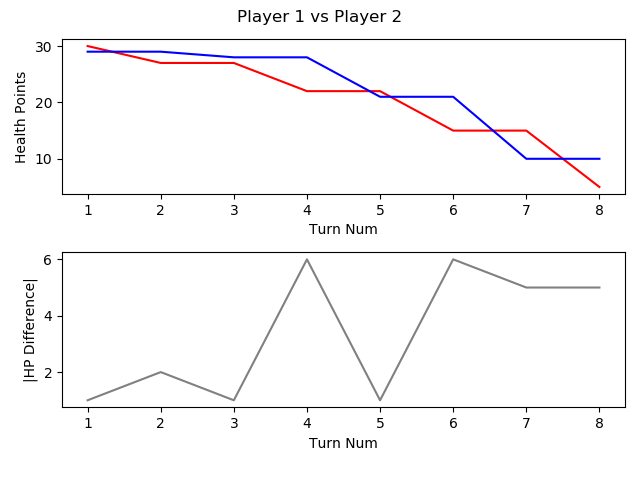 Player 1 vs Player 2
30
20
10
Health Points
1 2 3 4 5 6 7 8
Turn Num
6
4
2
|HP Difference|
1 2 3 4 5 6 7 8
Turn Num